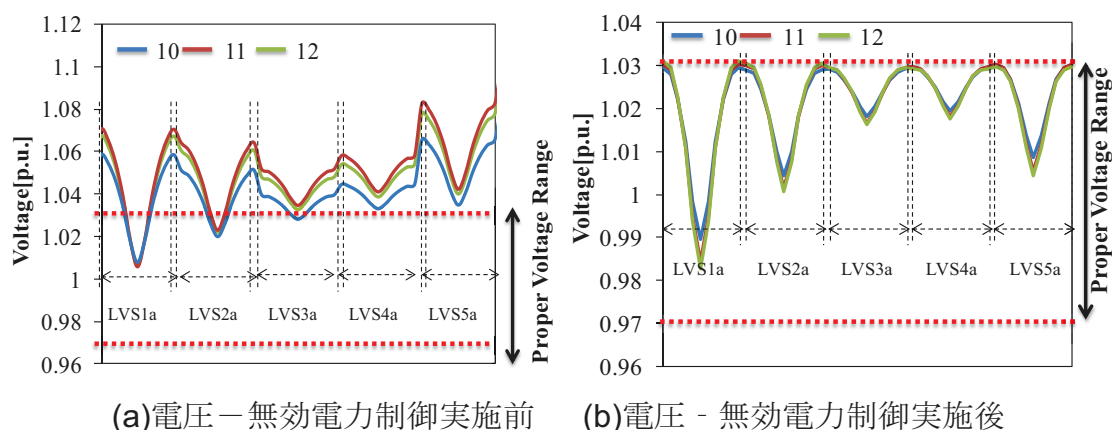 1.12
1.1
1.08
1.06
1.04
1.02
1
0.98
0.96
Voltage[p.u.]
10 11 12
LVS1a LVS2a LVS3a LVS4a LVS5a
Proper Voltage Range
(a)電圧－無効電力制御実施前
1.04
1.03
1.02
1.01
1
0.99
0.98
0.97
0.96
Voltage[p.u.]
10 11 12
LVS1a LVS2a LVS3a LVS4a LVS5a
Proper Voltage Range
(b)電圧 - 無効電力制御実施後